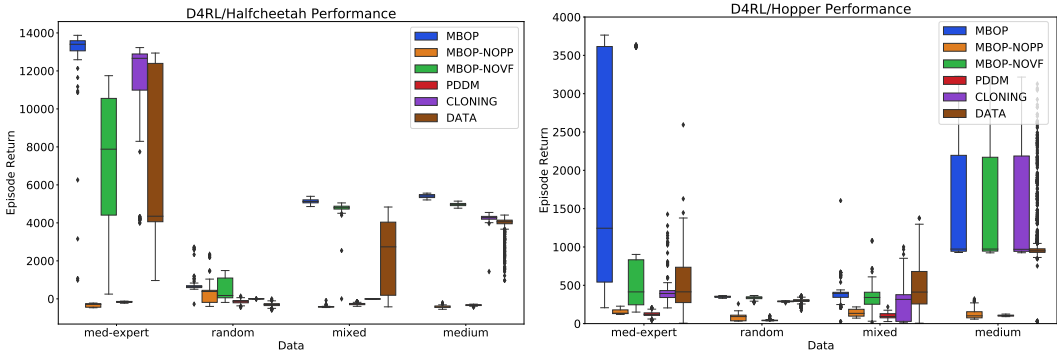 D4RL/Halfcheetah Performance
14000
12000
10000
8000
6000
4000
2000
0
Episode Return
MBOP
MBOP-NOPP
MBOP-NOVF
PDDM
CLONING
DATA
med-expert
random
mixed
medium
Data
D4RL/Hopper Performance
4000
3500
3000
2500
2000
1500
1000
500
0
Episode Return
MBOP
MBOP-NOPP
MBOP-NOVF
PDDM
CLONING
DATA
med-expert
random
mixed
medium
Data